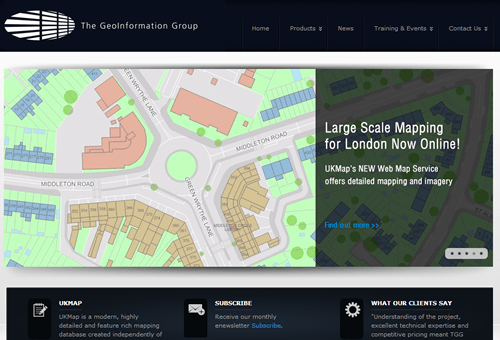 The GeoInformation Group
Home Products News Training & Events Contact Us
GREEN WRYTHE LANE
MIDDLETON ROAD
MIDDLETON ROAD
GREEN WRYTHE LANE
Large Scale Mapping
for London Now Online!
UKMap's NEW Web Map Service
offers detailed mapping and imagery
Find out more >>
UKMAP
UKMap is a modern, highly
detailed and feature rich mapping
database created independently of
SUBSCRIBE
Receive our monthly
enewsletter Subscribe.
WHAT OUR CLIENTS SAY
"Understanding of the project,
excellent technical expertise and
competitive pricing meant TGG